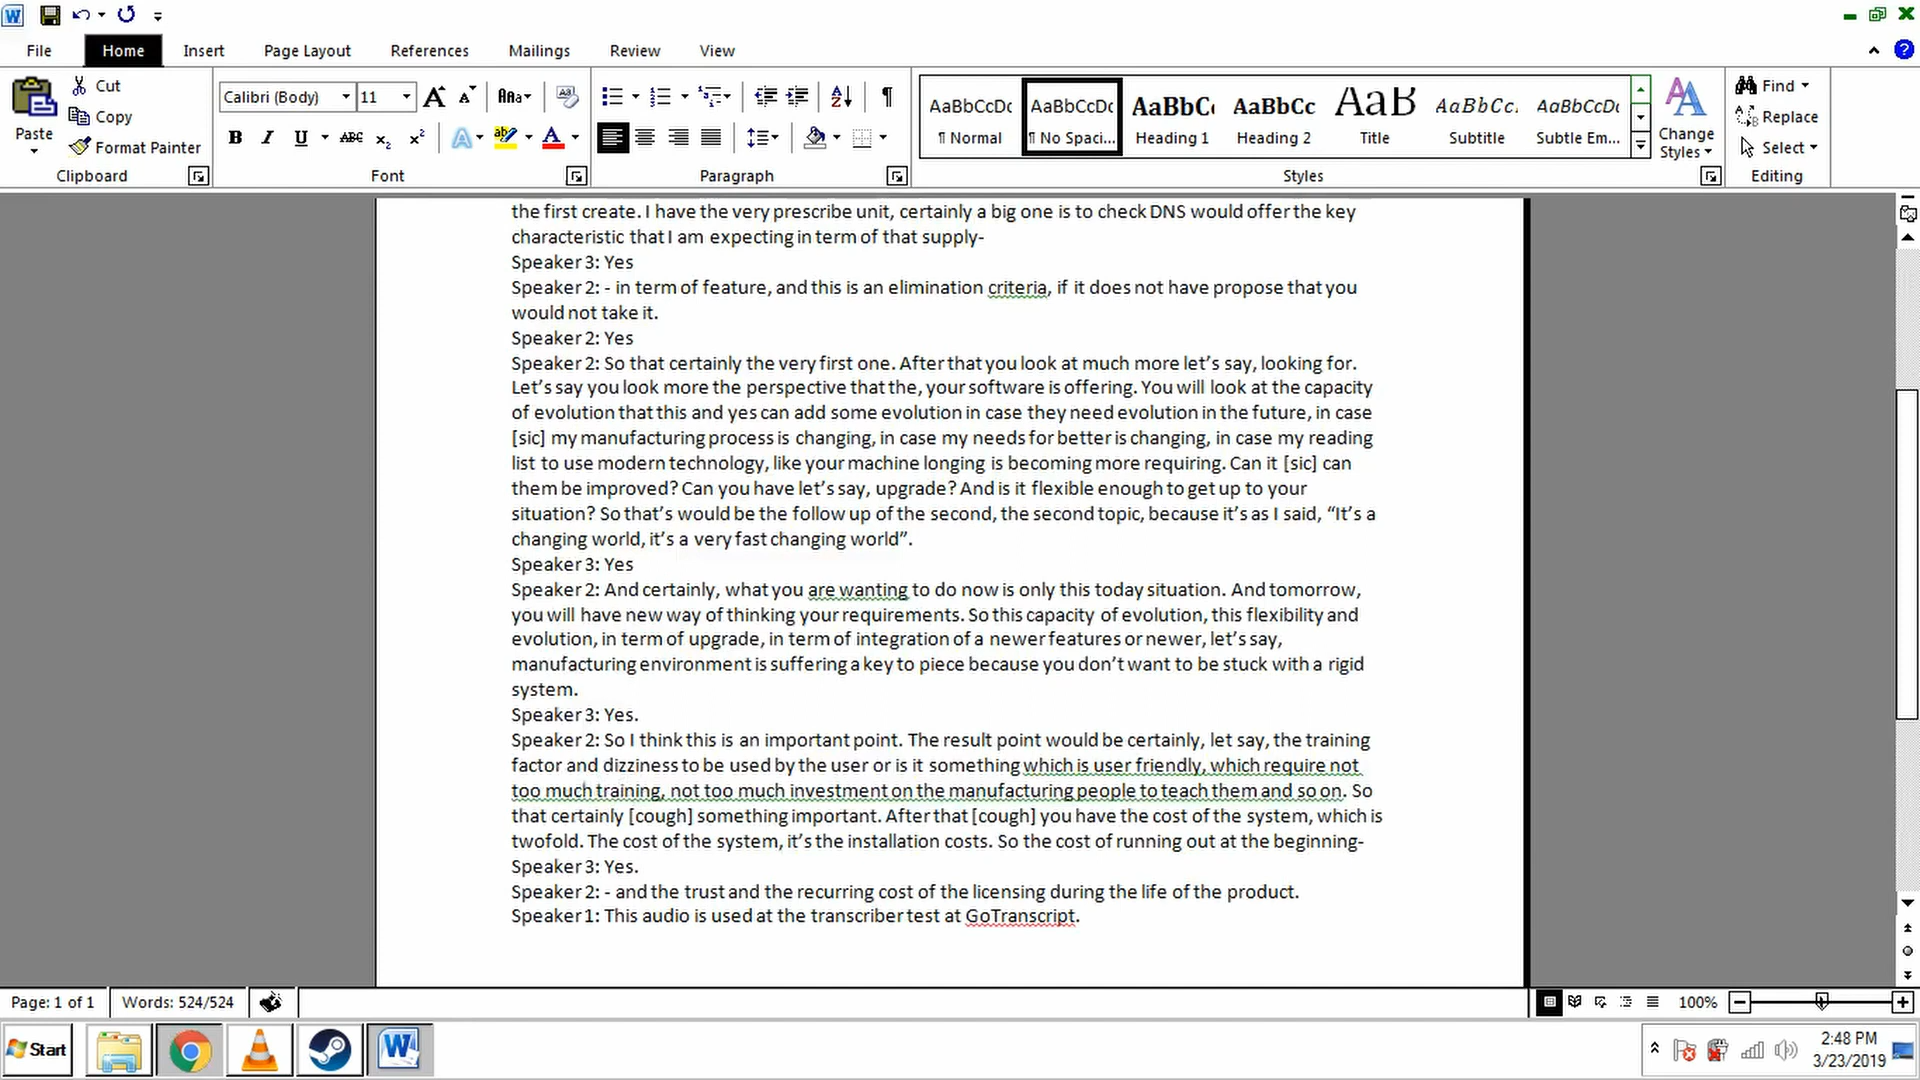 File Home Insert Page Layout References Mailings Review View
Paste
Cut
Copy
Format Painter
Clipboard
Calibri (Body) 11
Font
Paragraph
AaBbCcDc AaBbCcDc AaBbC AaBbCc AaB AaBbCc. AaBbCcDc
¶ Normal ¶ No Spaci... Heading 1 Heading 2 Title Subtitle Subtle Em...
Change Styles
Styles
Find
Replace
Select
Editing
the first create. I have the very prescribe unit, certainly a big one is to check DNS would offer the key
characteristic that I am expecting in term of that supply-
Speaker 3: Yes
Speaker 2: - in term of feature, and this is an elimination criteria, if it does not have propose that you
would not take it.
Speaker 2: Yes
Speaker 2: So that certainly the very first one. After that you look at much more let’s say, looking for.
Let’s say you look more the perspective that the, your software is offering. You will look at the capacity
of evolution that this and yes can add some evolution in case they need evolution in the future, in case
[sic] my manufacturing process is changing, in case my needs for better is changing, in case my reading
list to use modern technology, like your machine longing is becoming more requiring. Can it [sic] can
them be improved? Can you have let’s say, upgrade? And is it flexible enough to get up to your
situation? So that’s would be the follow up of the second, the second topic, because it’s as I said, “It’s a
changing world, it’s a very fast changing world”.
Speaker 3: Yes
Speaker 2: And certainly, what you are wanting to do now is only this today situation. And tomorrow,
you will have new way of thinking your requirements. So this capacity of evolution, this flexibility and
evolution, in term of upgrade, in term of integration of a newer features or newer, let’s say,
manufacturing environment is suffering a key to piece because you don’t want to be stuck with a rigid
system.
Speaker 3: Yes.
Speaker 2: So I think this is an important point. The result point would be certainly, let say, the training
factor and dizziness to be used by the user or is it something which is user friendly, which require not
too much training, not too much investment on the manufacturing people to teach them and so on. So
that certainly [cough] something important. After that [cough] you have the cost of the system, which is
twofold. The cost of the system, it’s the installation costs. So the cost of running out at the beginning-
Speaker 3: Yes.
Speaker 2: - and the trust and the recurring cost of the licensing during the life of the product.
Speaker 1: This audio is used at the transcriber test at GoTranscript.
Page: 1 of 1 Words: 524/524 100%
Start
2:48 PM
3/23/2019